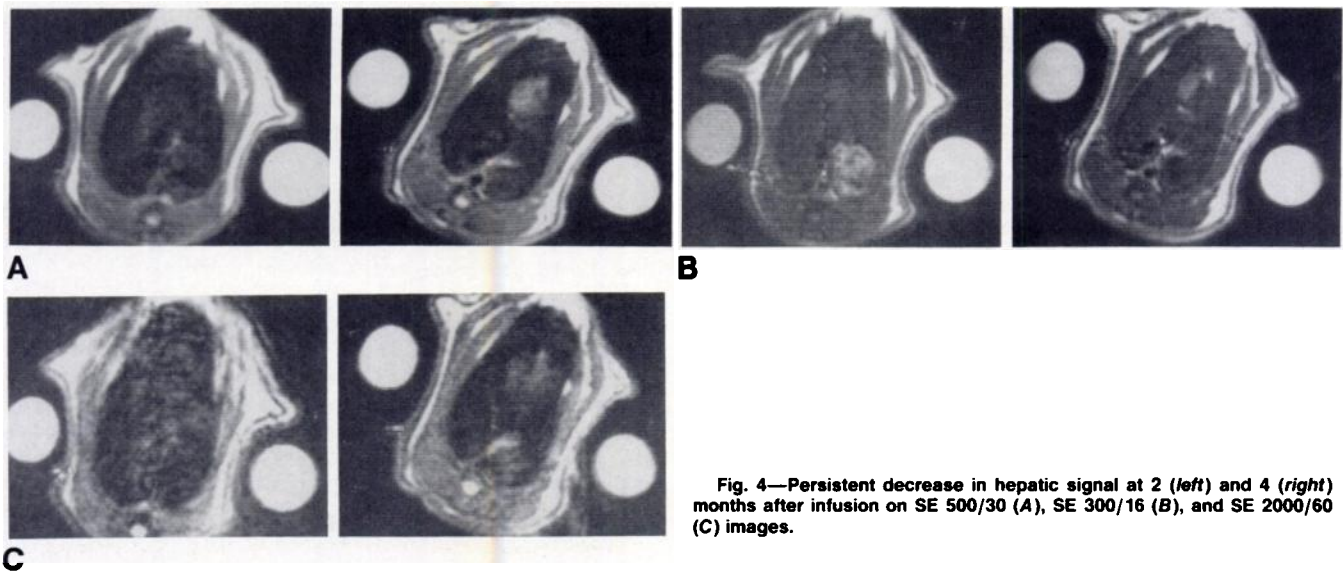 A
B
C
Fig. 4—Persistent decrease in hepatic signal at 2 (left) and 4 (right)
months after infusion on SE 500/30 (A), SE 300/16 (B), and SE 2000/60
(C) images.